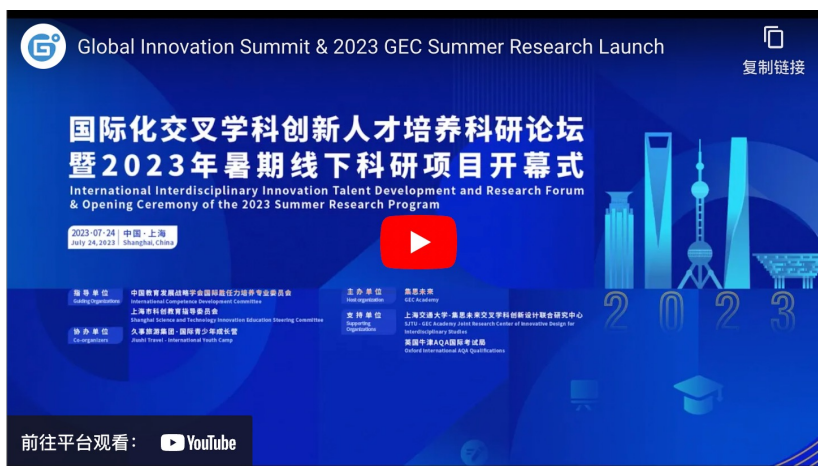 Global Innovation Summit & 2023 GEC Summer Research Launch
复制链接
国际化交叉学科创新人才培养科研论坛
暨2023年暑期线下科研项目开幕式
International Interdisciplinary Innovation Talent Development and Research Forum
& Opening Ceremony of the 2023 Summer Research Program
2023·07·24 中国·上海
July 24,2023 Shanghai, China
指导单位 中国教育发展战略学会国际胜任力培养专业委员会
Guiding Organizations International Competence Development Committee
上海市科创教育指导委员会
Shanghai Science and Technology Innovation Education Steering Committee
协办单位 久事旅游集团·国际青少年成长营
Co-organizers Jiushi Travel - International Youth Camp
主办单位 集思未来
Host organization GEC Academy
支持单位 上海交通大学-集思未来交叉学科创新设计联合研究中心
Supporting Organizations SJTU - GEC Academy Joint Research Center of Innovative Design for
Interdisciplinary Studies
英国牛津AQA国际考试局
Oxford International AQA Qualifications
2023
前往平台观看： YouTube